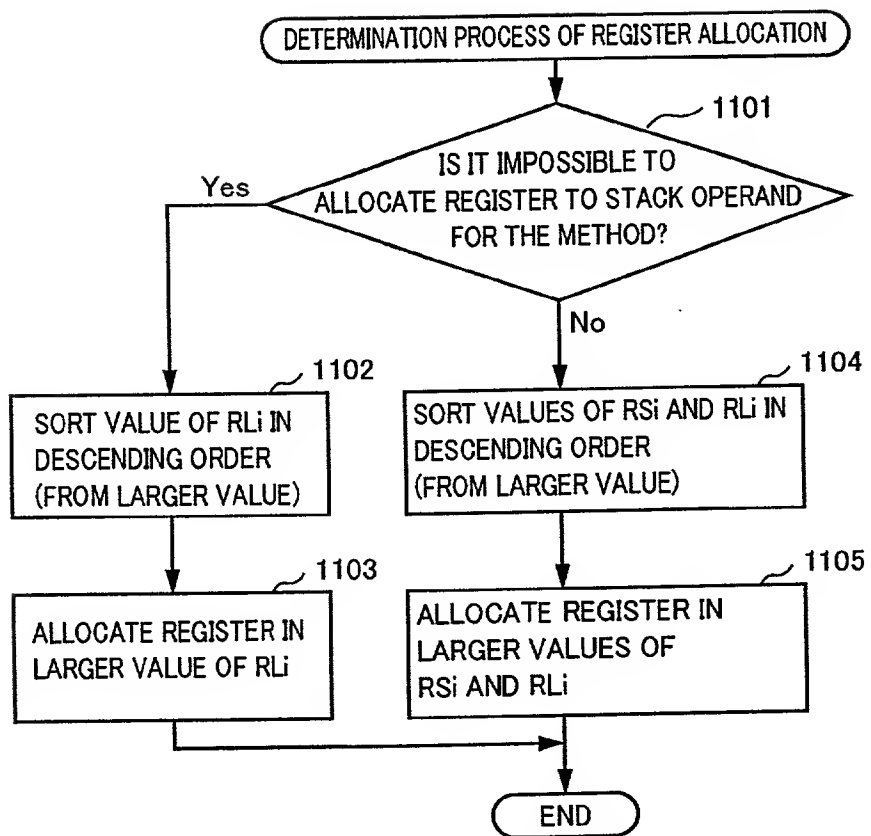 DETERMINATION PROCESS OF REGISTER ALLOCATION
1101
IS IT IMPOSSIBLE TO
ALLOCATE REGISTER TO STACK OPERAND
FOR THE METHOD?
Yes
No
1102
SORT VALUE OF RLi IN
DESCENDING ORDER
(FROM LARGER VALUE)
1104
SORT VALUES OF RSi AND RLi IN
DESCENDING ORDER
(FROM LARGER VALUE)
1103
ALLOCATE REGISTER IN
LARGER VALUE OF RLi
1105
ALLOCATE REGISTER IN
LARGER VALUES OF
RSi AND RLi
END